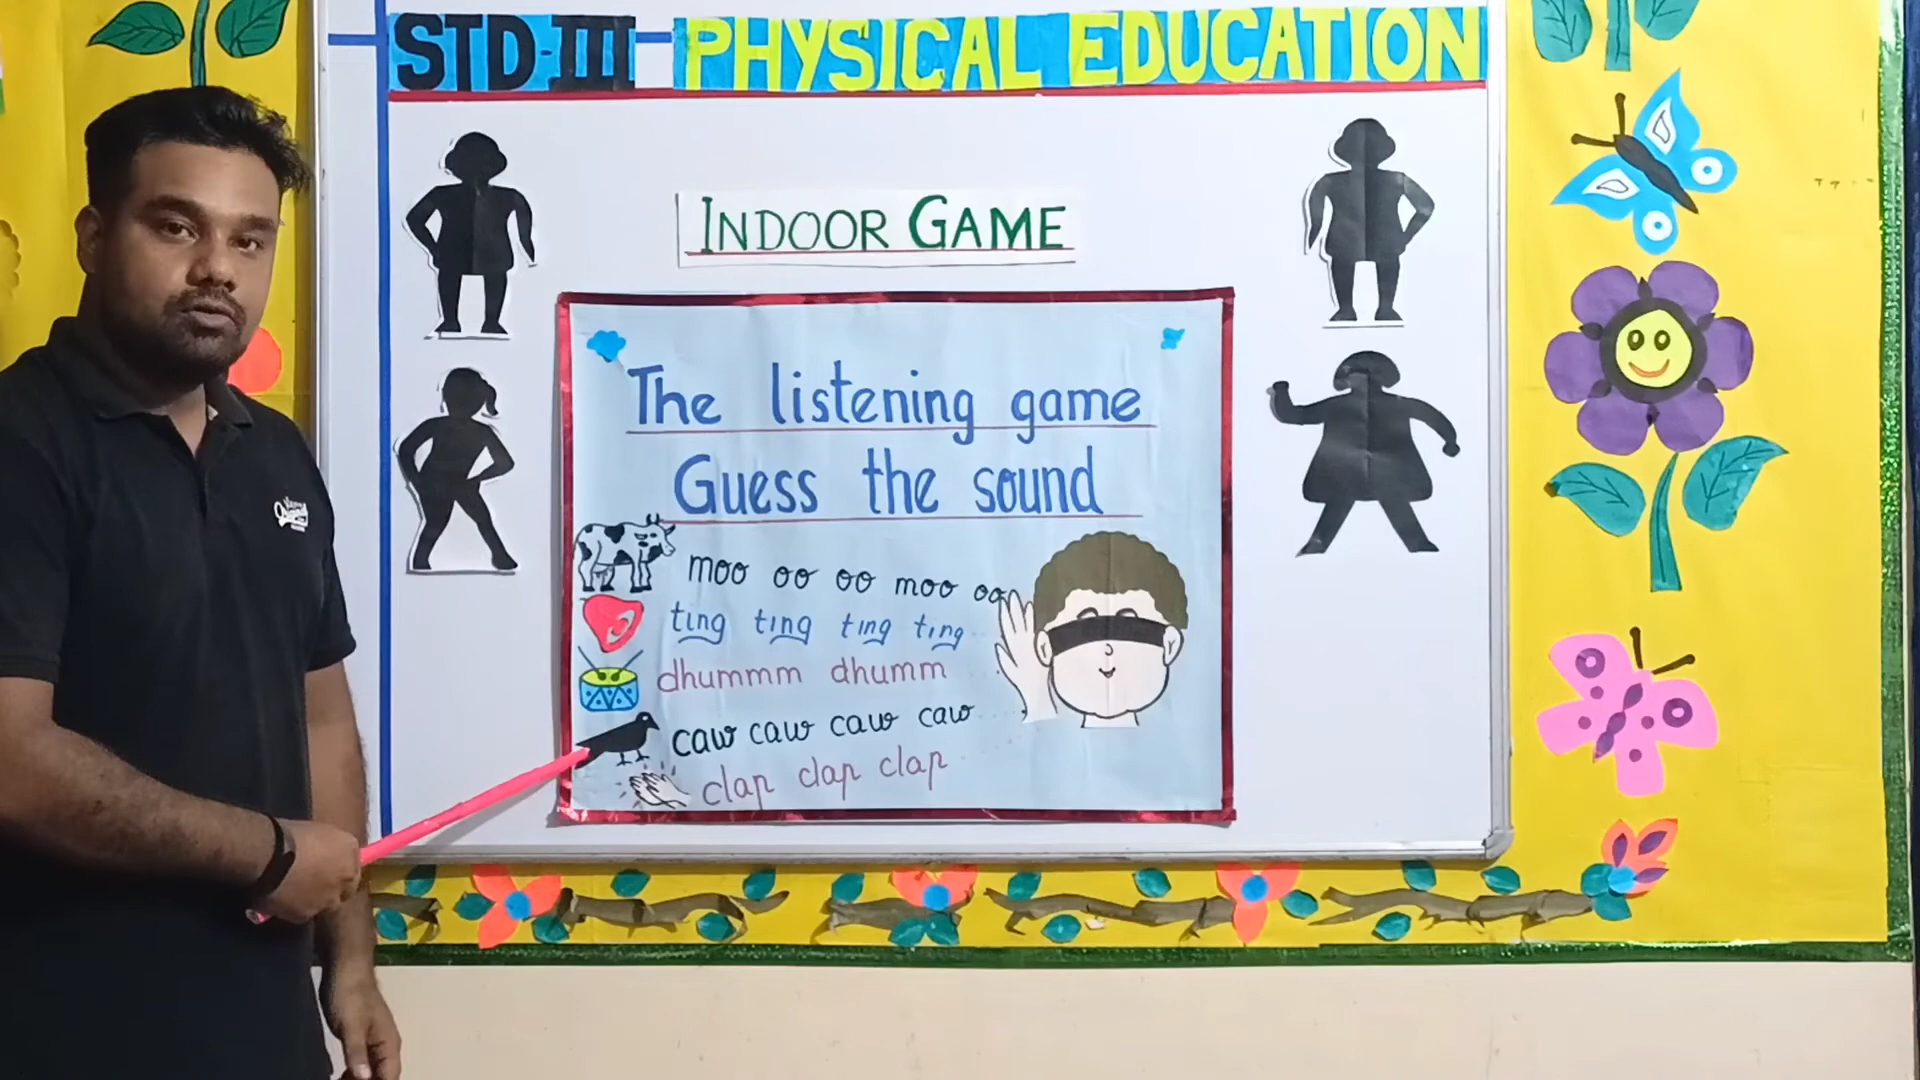 STD-III PHYSICAL EDUCATION
INDOOR GAME
The listening game
Guess the sound
moo oo oo moo oo
ting ting ting ting
dhummm dhumm
caw caw caw caw
clap clap clap